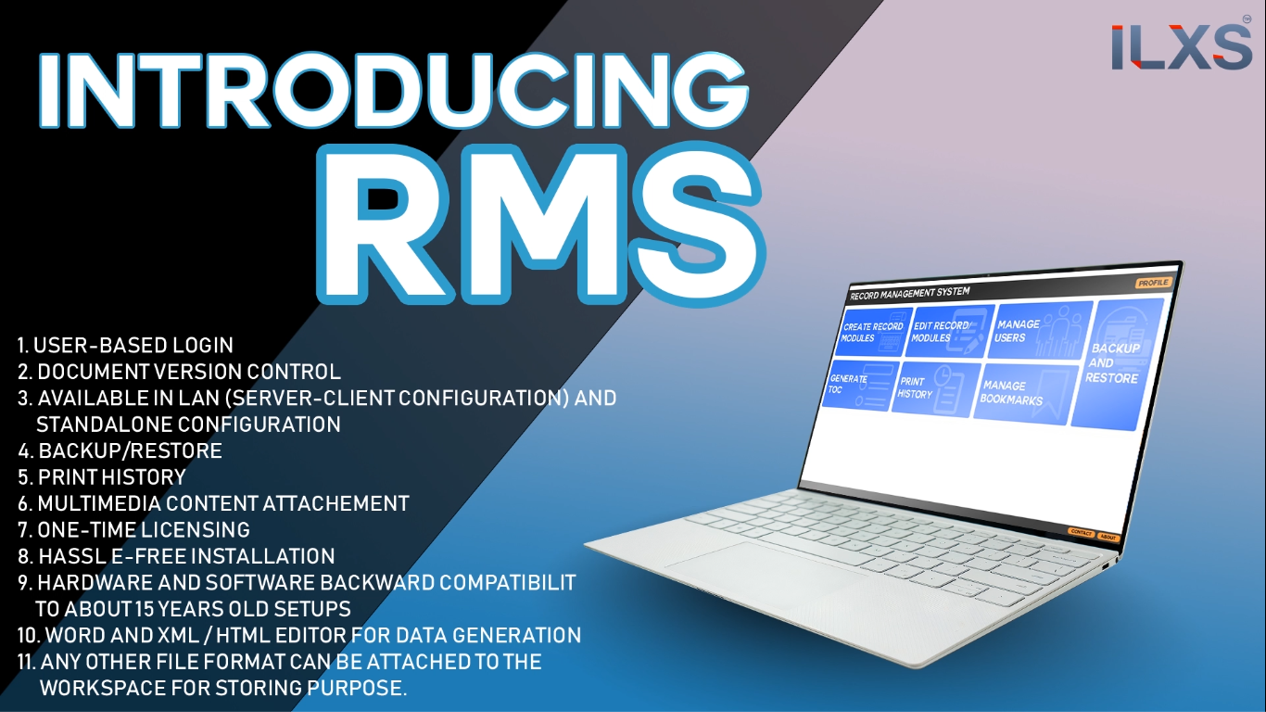 iLXS
INTRODUCING
RMS
1. USER-BASED LOGIN
2. DOCUMENT VERSION CONTROL
3. AVAILABLE IN LAN (SERVER-CLIENT CONFIGURATION) AND
STANDALONE CONFIGURATION
4. BACKUP/RESTORE
5. PRINT HISTORY
6. MULTIMEDIA CONTENT ATTACHEMENT
7. ONE-TIME LICENSING
8. HASSL E-FREE INSTALLATION
9. HARDWARE AND SOFTWARE BACKWARD COMPATIBILIT
TO ABOUT 15 YEARS OLD SETUPS
10. WORD AND XML / HTML EDITOR FOR DATA GENERATION
11. ANY OTHER FILE FORMAT CAN BE ATTACHED TO THE
WORKSPACE FOR STORING PURPOSE.
RECORD MANAGEMENT SYSTEM
PROFILE
CREATE RECORD
MODULES
EDIT RECORD/
MODULES
MANAGE
USERS
BACKUP
AND
RESTORE
GENERATE
TOC
PRINT
HISTORY
MANAGE
BOOKMARKS
CONTACT
ABOUT